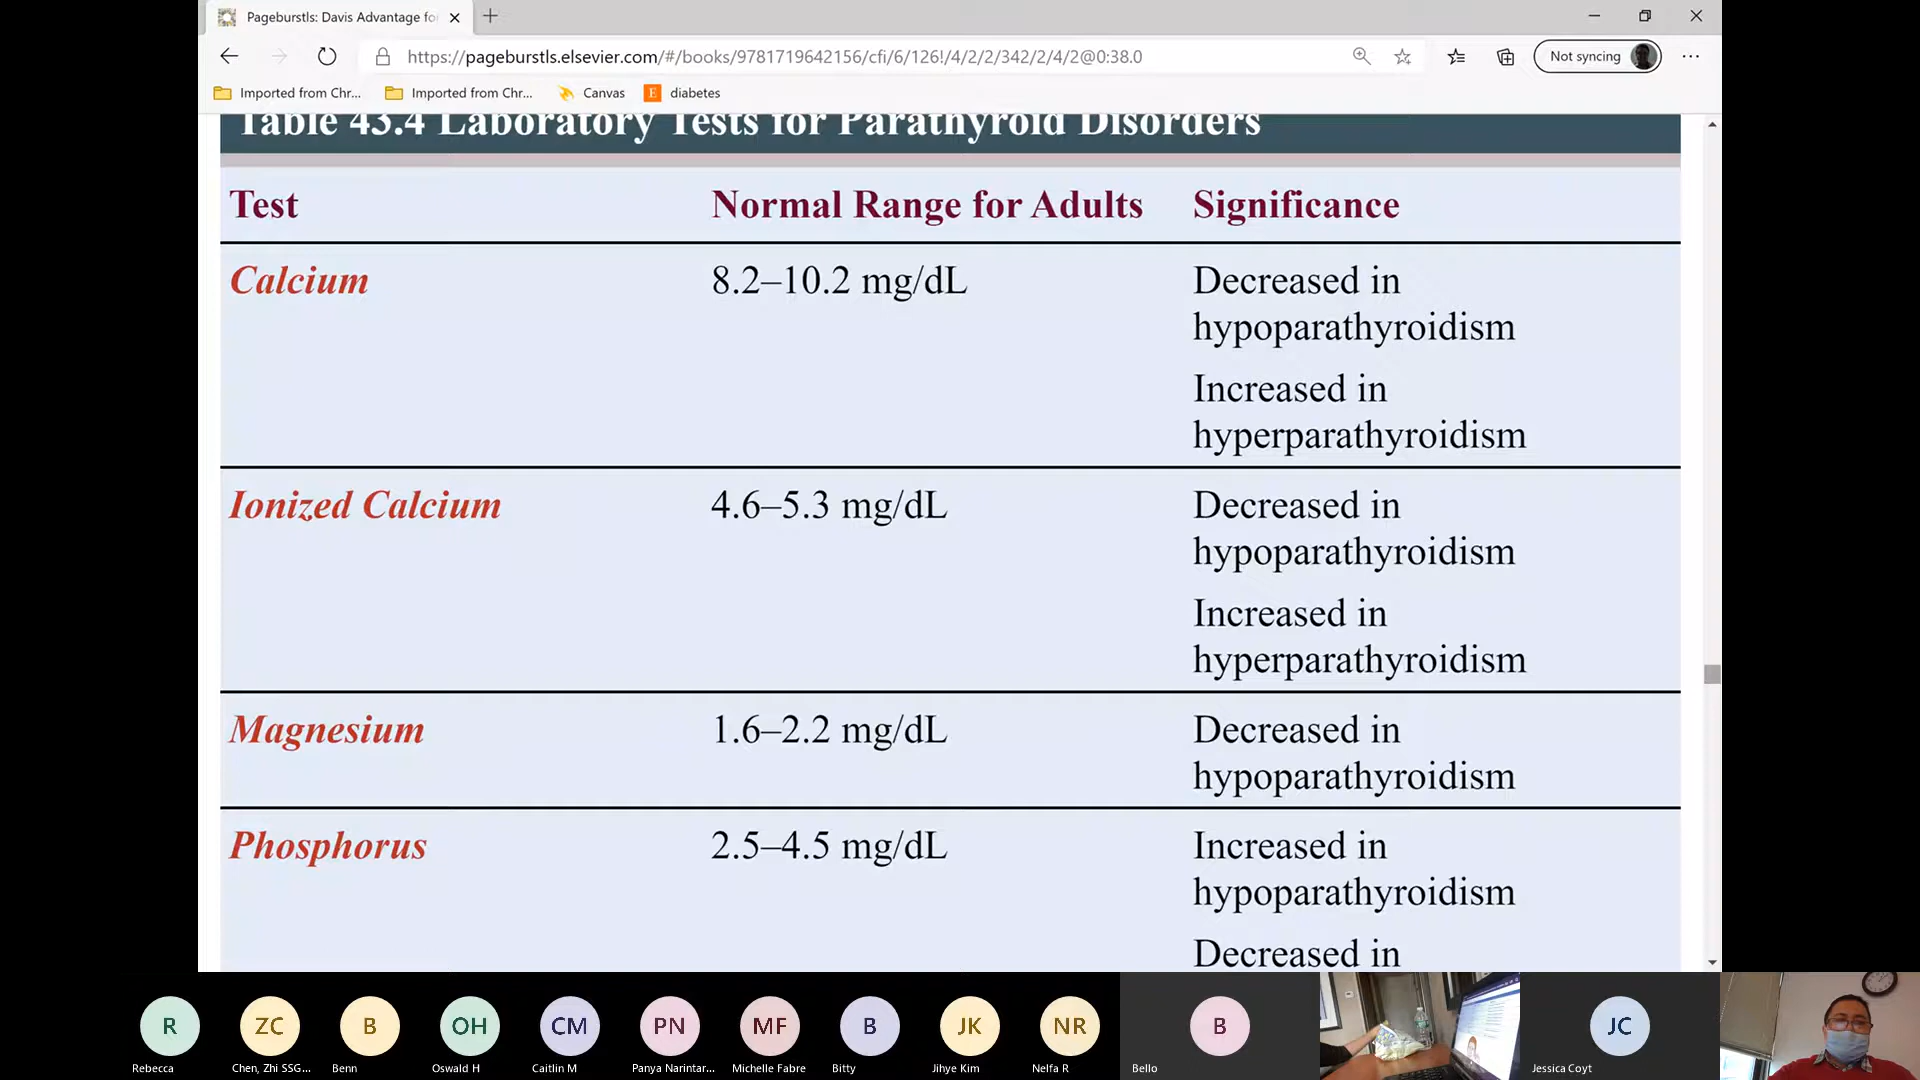 Pageburstls: Davis Advantage fo
https://pageburstls.elsevier.com/#/books/9781719642156/cfi/6/126!/4/2/2/342/2/4/2@0:38.0
Not syncing
Imported from Chr... Imported from Chr... Canvas E diabetes
Table 43.4 Laboratory Tests for Parathyroid Disorders
Test Normal Range for Adults Significance
Calcium 8.2–10.2 mg/dL Decreased in
hypoparathyroidism
Increased in
hyperparathyroidism
Ionized Calcium 4.6–5.3 mg/dL Decreased in
hypoparathyroidism
Increased in
hyperparathyroidism
Magnesium 1.6–2.2 mg/dL Decreased in
hypoparathyroidism
Phosphorus 2.5–4.5 mg/dL Increased in
hypoparathyroidism
Decreased in
R ZC B OH CM PN MF B JK NR B JC
Rebecca Chen, Zhi SSG... Benn Oswald H Caitlin M Panya Narintar... Michelle Fabre Bitty Jihye Kim Nelfa R Bello Jessica Coyt